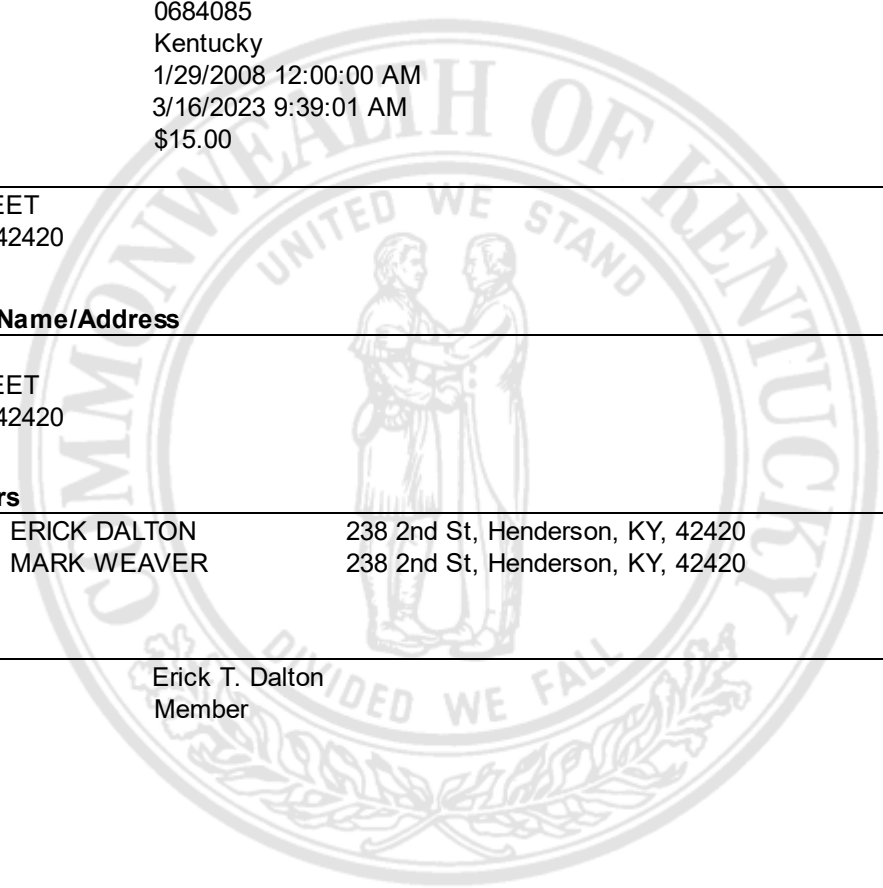 0684085
Kentucky
1/29/2008 12:00:00 AM
3/16/2023 9:39:01 AM
$15.00
EET
42420
Name/Address
EET
42420
rs
ERICK DALTON 238 2nd St, Henderson, KY, 42420
MARK WEAVER 238 2nd St, Henderson, KY, 42420
Erick T. Dalton
Member
COMMONWEALTH OF KENTUCKY
UNITED WE STAND
DIVIDED WE FALL